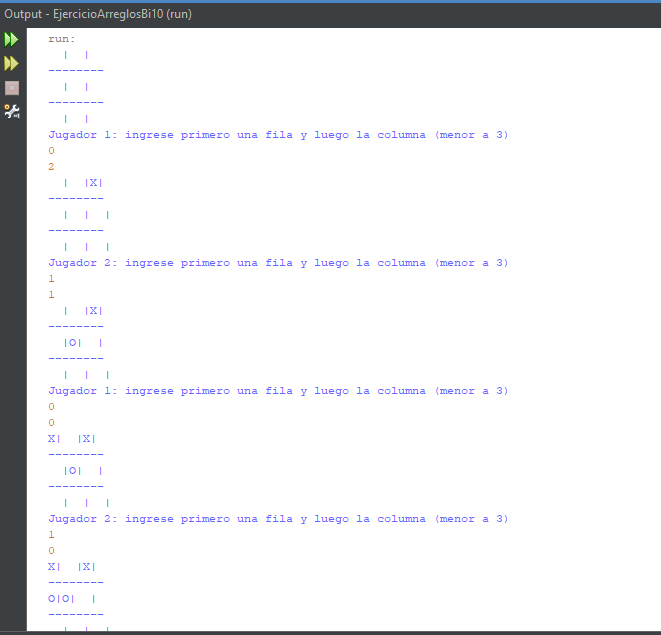 Output - EjercicioArreglosBi10 (run)
run:
  |  |
--------
  |  |
--------
  |  |
Jugador 1: ingrese primero una fila y luego la columna (menor a 3)
0
2
  |  |X|
--------
  |  |  |
--------
  |  |  |
Jugador 2: ingrese primero una fila y luego la columna (menor a 3)
1
1
  |  |X|
--------
  |O|  |
--------
  |  |  |
Jugador 1: ingrese primero una fila y luego la columna (menor a 3)
0
0
X|  |X|
--------
  |O|  |
--------
  |  |  |
Jugador 2: ingrese primero una fila y luego la columna (menor a 3)
1
0
X|  |X|
--------
O|O|  |
--------
  |  |  |